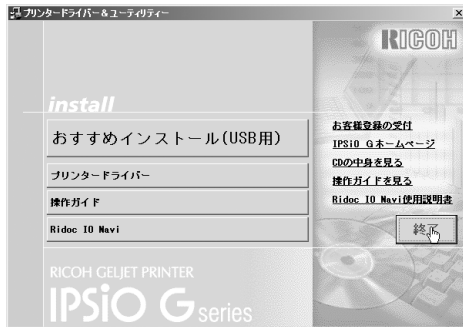 プリンタードライバー&ユーティリティー
RICOH
install
おすすめインストール(USB用)
プリンタードライバー
操作ガイド
Ridoc IO Navi
お客様登録の受付
IPSiO Gホームページ
CDの中身を見る
操作ガイドを見る
Ridoc IO Navi使用説明書
終了
RICOH GELJET PRINTER
IPSiO G series